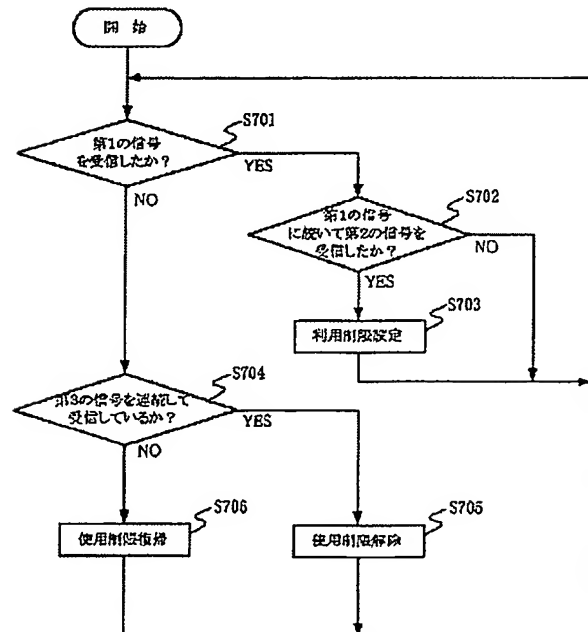 開 始
S701
第1の信号
を受信したか？
YES
NO
S702
第1の信号
に続いて第2の信号を
受信したか？
NO
YES
S703
利用制限設定
S704
第3の信号を連続して
受信しているか？
YES
NO
S706
使用制限復帰
S705
使用制限解除